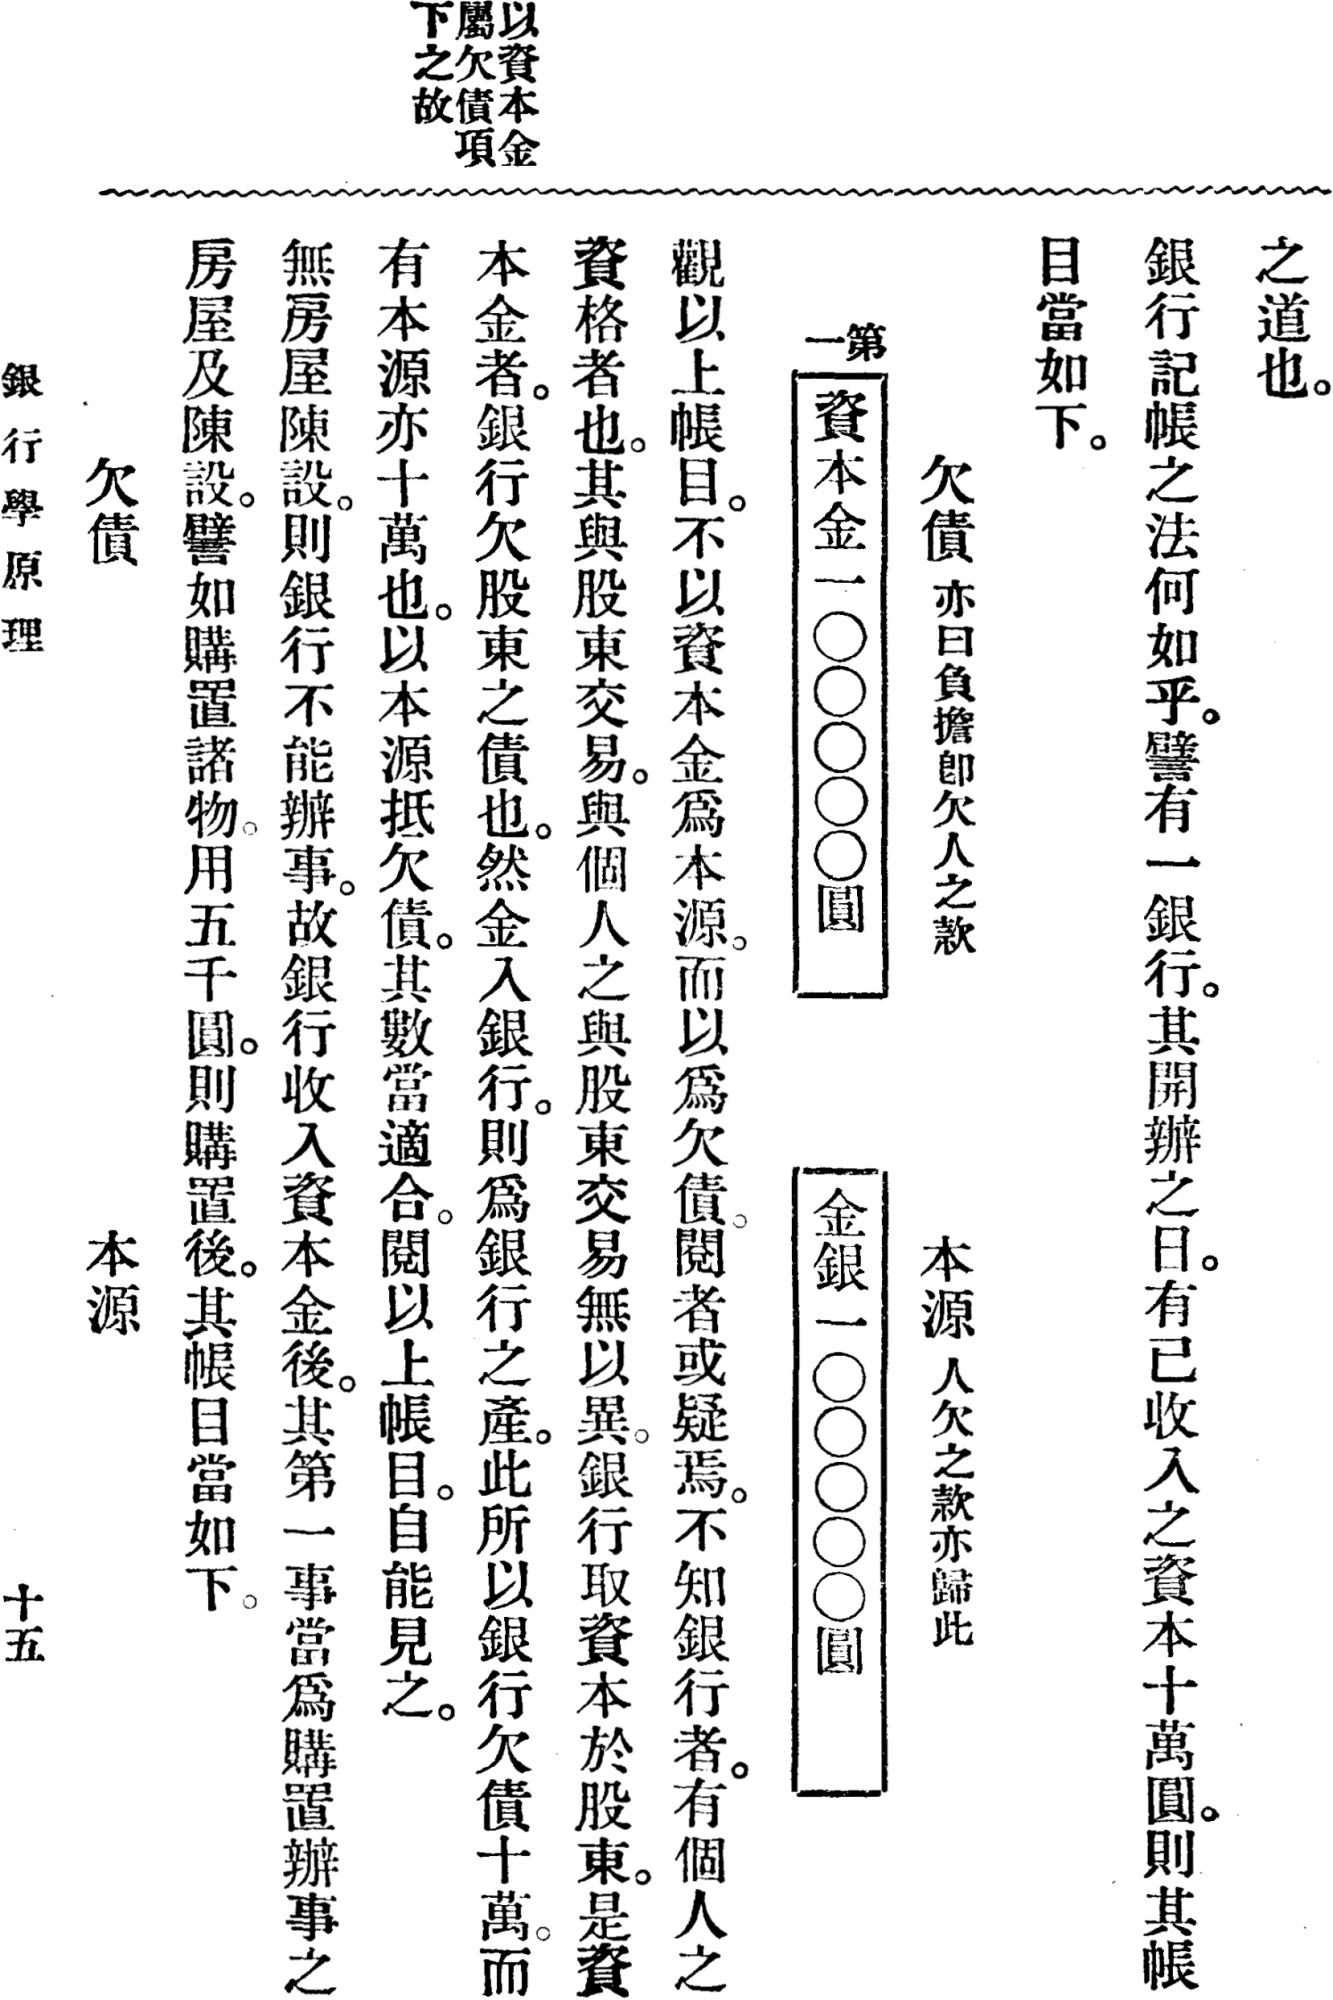 以資本金
屬欠債項
下之故
之道也。
銀行記帳之法何如乎。譬有一銀行。其開辦之日。有已收入之資本十萬圓。則其帳
目當如下。
欠債 亦曰負擔卽欠人之款
本源 人欠之款亦歸此
第一
資本金一〇〇〇〇〇圓
金銀一〇〇〇〇〇圓
觀以上帳目。不以資本金爲本源。而以爲欠債。閱者或疑焉。不知銀行者。有個人之
資格者也。其與股東交易。與個人之與股東交易無以異。銀行取資本於股東。是資
本金者。銀行欠股東之債也。然金入銀行。則爲銀行之產。此所以銀行欠債十萬。而
有本源亦十萬也。以本源抵欠債。其數當適合。閱以上帳目。自能見之。
無房屋陳設。則銀行不能辦事。故銀行收入資本金後。其第一事當爲購置辦事之
房屋及陳設。譬如購置諸物。用五千圓。則購置後。其帳目當如下。
欠債
本源
銀行學原理
十五